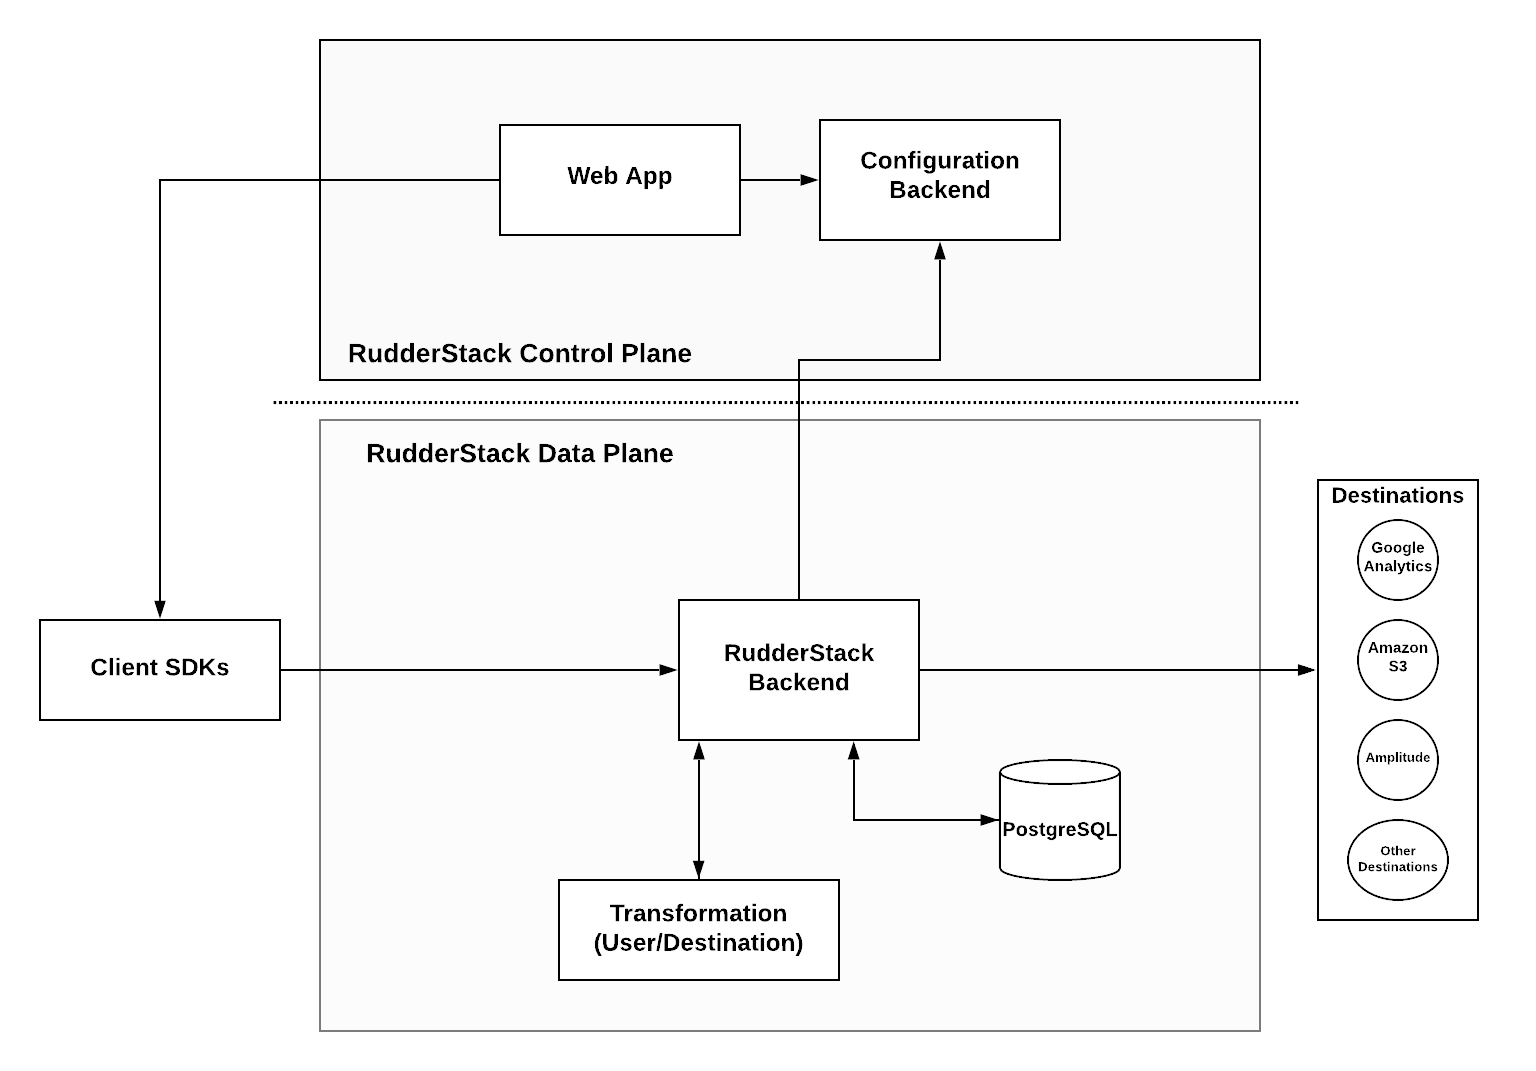 Web App
Configuration
Backend
RudderStack Control Plane
RudderStack Data Plane
Destinations
Google
Analytics
Amazon
S3
Amplitude
Other
Destinations
Client SDKs
RudderStack
Backend
PostgreSQL
Transformation
(User/Destination)